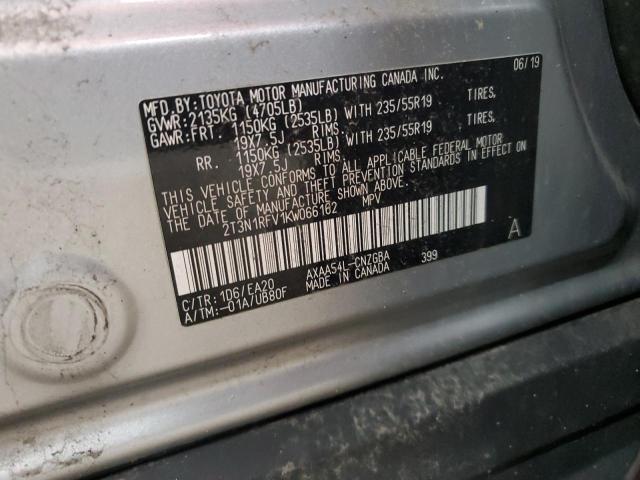 MFD.BY: TOYOTA MOTOR MANUFACTURING CANADA INC. 06/19
GVWR: 2135KG (4705LB)
GAWR: FRT. 1150KG (2535LB) WITH 235/55R19 TIRES.
19X7.5J RIMS.
RR. 1150KG (2535LB) WITH 235/55R19 TIRES.
19X7.5J RIMS.
THIS VEHICLE CONFORMS TO ALL APPLICABLE FEDERAL MOTOR
VEHICLE SAFETY AND THEFT PREVENTION STANDARDS IN EFFECT ON
THE DATE OF MANUFACTURE SHOWN ABOVE.
2T3N1RFV1KW066182 MPV
A
C/TR: 1D6/EA20 AXAA54L-CNZGBA 399
A/TM: -01A/U680F MADE IN CANADA